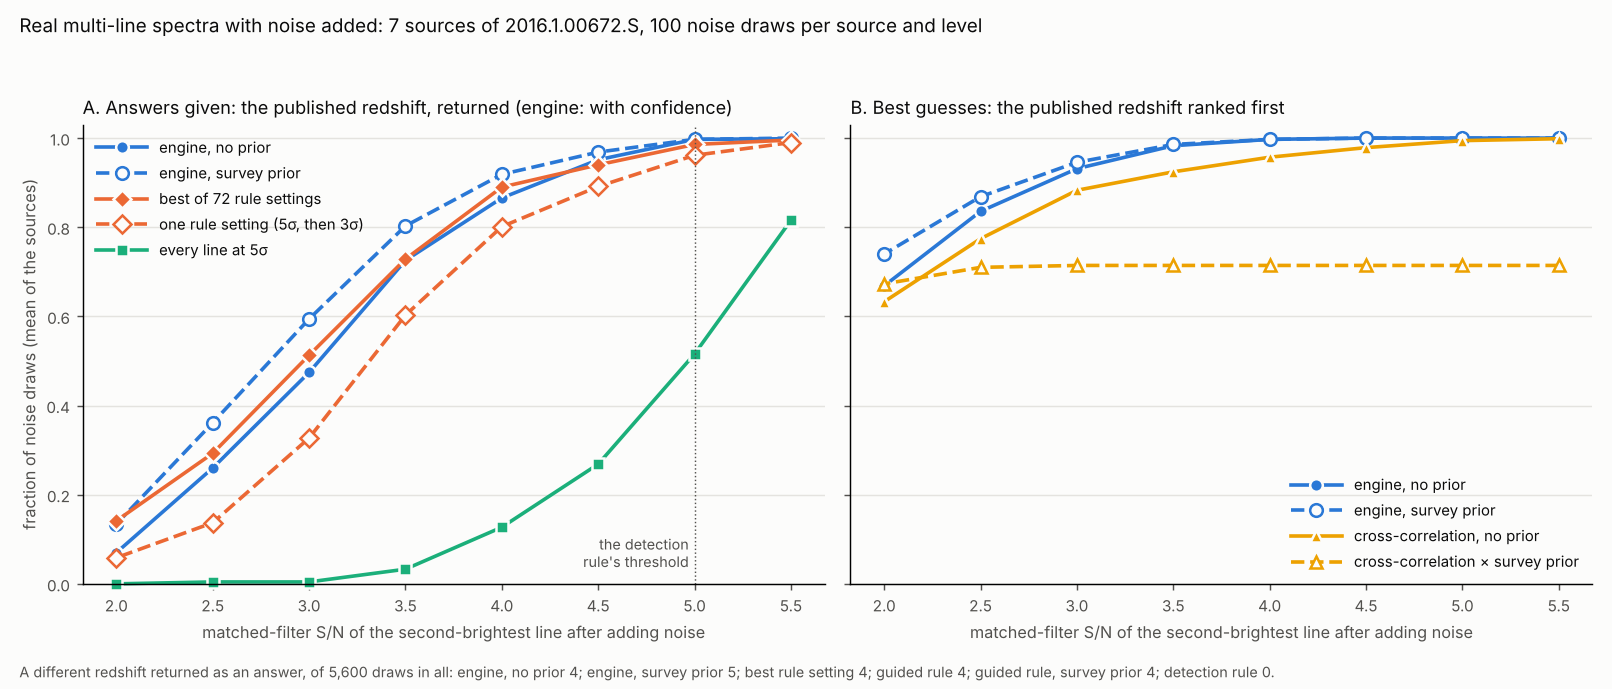 Real multi-line spectra with noise added: 7 sources of 2016.1.00672.S, 100 noise draws per source and level
A. Answers given: the published redshift, returned (engine: with confidence)
fraction of noise draws (mean of the sources)
1.0
0.8
0.6
0.4
0.2
0.0
engine, no prior
engine, survey prior
best of 72 rule settings
one rule setting (5σ, then 3σ)
every line at 5σ
the detection
rule's threshold
2.0 2.5 3.0 3.5 4.0 4.5 5.0 5.5
matched-filter S/N of the second-brightest line after adding noise
B. Best guesses: the published redshift ranked first
engine, no prior
engine, survey prior
cross-correlation, no prior
cross-correlation × survey prior
2.0 2.5 3.0 3.5 4.0 4.5 5.0 5.5
matched-filter S/N of the second-brightest line after adding noise
A different redshift returned as an answer, of 5,600 draws in all: engine, no prior 4; engine, survey prior 5; best rule setting 4; guided rule 4; guided rule, survey prior 4; detection rule 0.